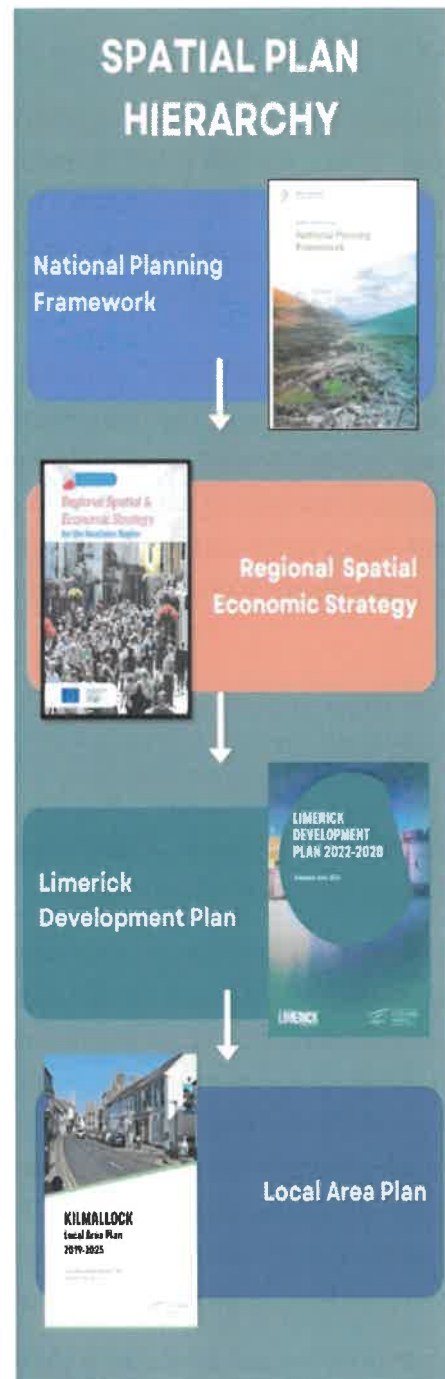 SPATIAL PLAN
HIERARCHY
National Planning
Framework
National Planning
Framework
Regional Spatial &
Economic Strategy
for the Southern Region
Regional Spatial
Economic Strategy
LIMERICK
DEVELOPMENT
PLAN 2022-2028
Limerick
Development Plan
LIMERICK
KILMALLOCK
Local Area Plan
2019-2025
Local Area Plan